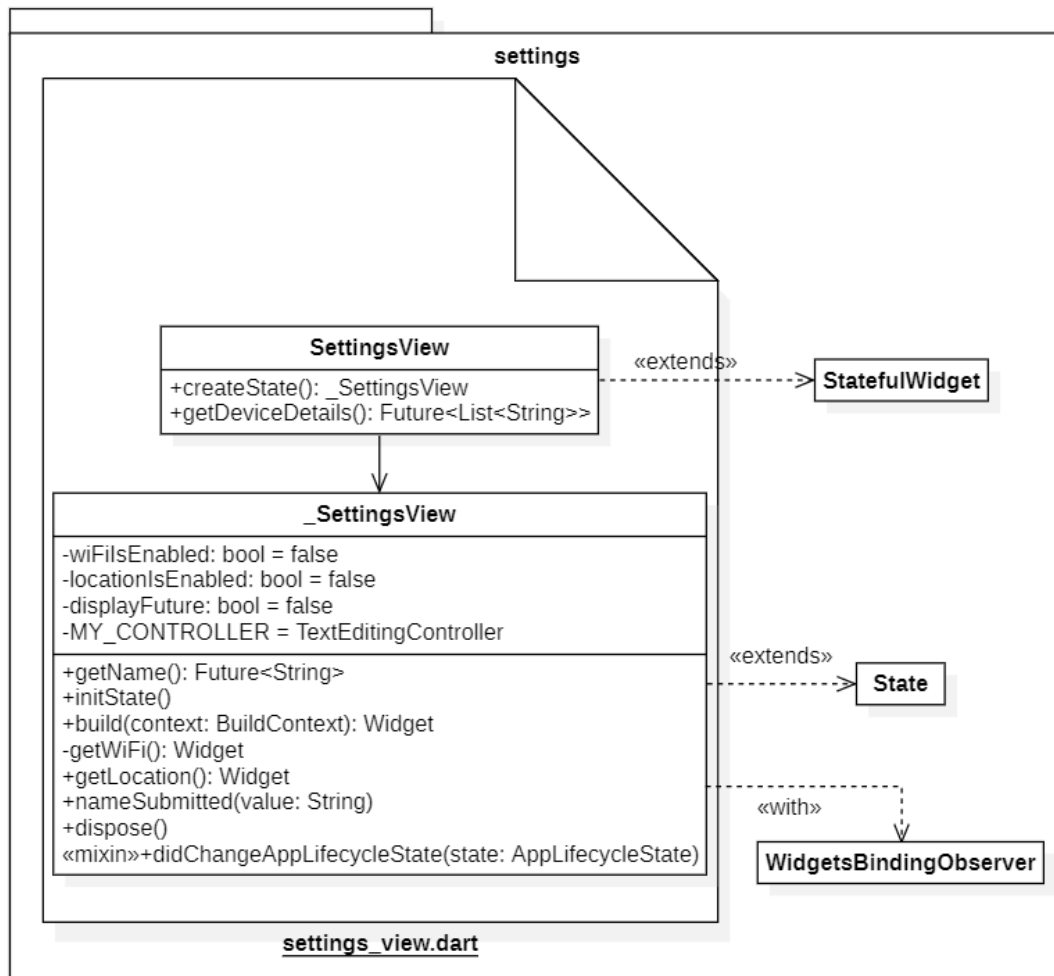 settings
SettingsView
+createState(): _SettingsView
+getDeviceDetails(): Future<List<String>>
«extends»
StatefulWidget
_SettingsView
-wiFiIsEnabled: bool = false
-locationIsEnabled: bool = false
-displayFuture: bool = false
-MY_CONTROLLER = TextEditingController
+getName(): Future<String>
+initState()
+build(context: BuildContext): Widget
-getWiFi(): Widget
+getLocation(): Widget
+nameSubmitted(value: String)
+dispose()
«mixin»+didChangeAppLifecycleState(state: AppLifecycleState)
«extends»
State
«with»
WidgetsBindingObserver
settings_view.dart